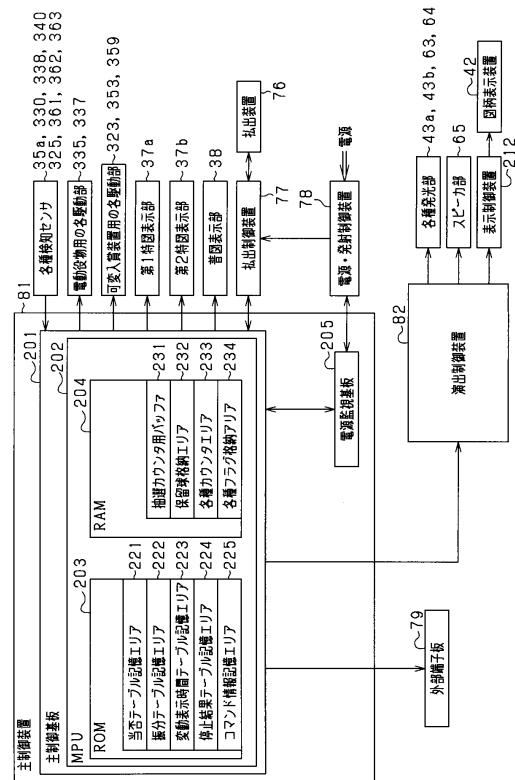 主制御装置
81
主制御基板
201
MPU
202
ROM
203
当否テーブル記憶エリア
221
振分テーブル記憶エリア
222
変動表示時間テーブル記憶エリア
223
停止結果テーブル記憶エリア
224
コマンド情報記憶エリア
225
RAM
204
抽選カウンタ用バッファ
231
保留球格納エリア
232
各種カウンタエリア
233
各種フラグ格納アリア
234
各種検知センサ
35a, 330, 338, 340
325, 361, 362, 363
電動役物用の各駆動部
335, 337
可変入賞装置用の各駆動部
323, 353, 359
第1特図表示部
37a
第2特図表示部
37b
普図表示部
38
払出制御装置
77
払出装置
76
電源・発射制御装置
78
電源
電源監視基板
205
演出制御装置
82
各種発光部
43a, 43b, 63, 64
スピーカ部
65
表示制御装置
212
図柄表示装置
42
外部端子板
79